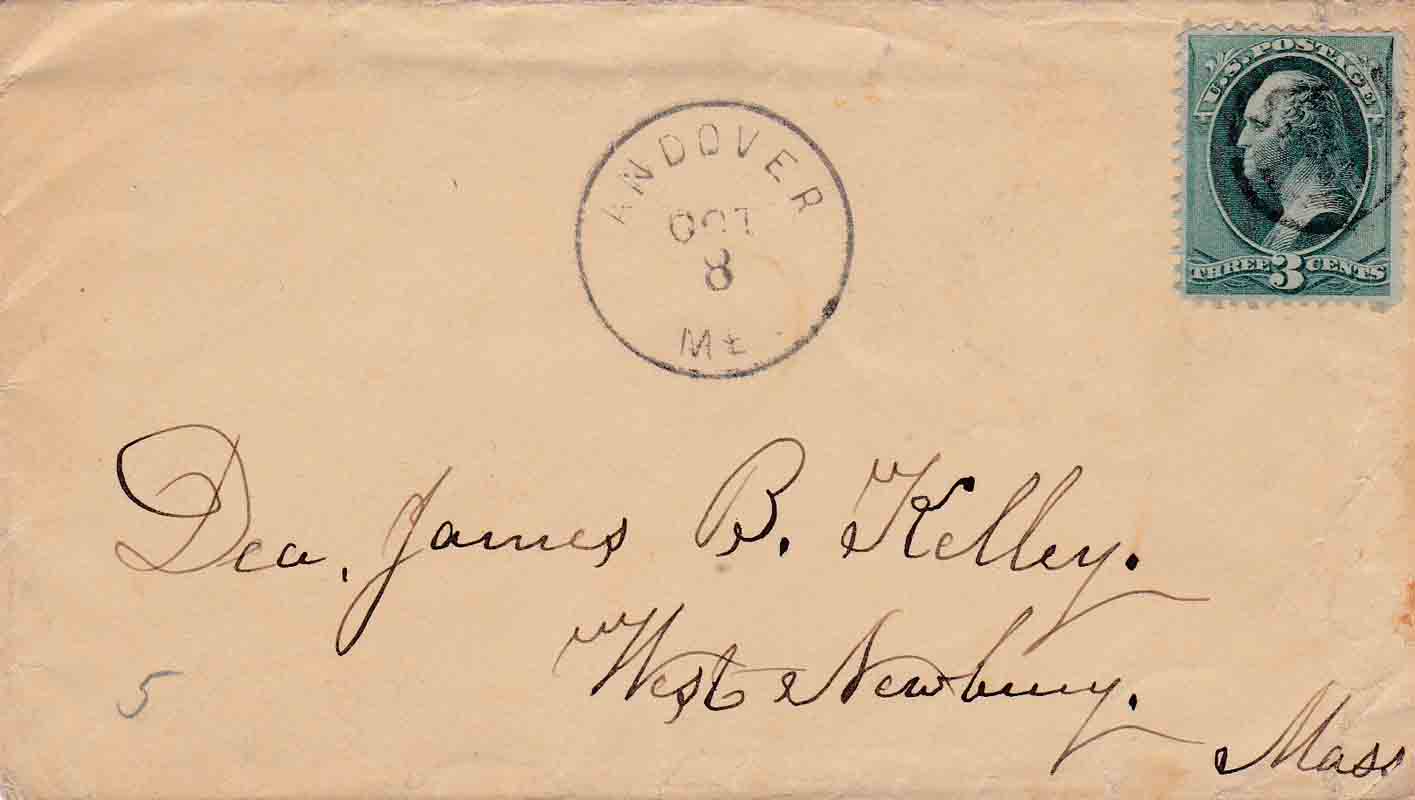 U.S. POSTAGE
THREE 3 CENTS
ANDOVER
OCT
8
ME
Dea. James B. Kelley.
West Newbury.
Mass
5